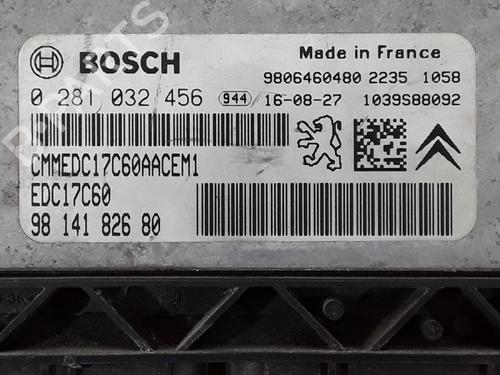 BOSCH
Made in France
9806460480 2235 1058
0 281 032 456 944 16-08-27 1039S88092
CMMEDC17C60AACEM1
EDC17C60
98 141 826 80